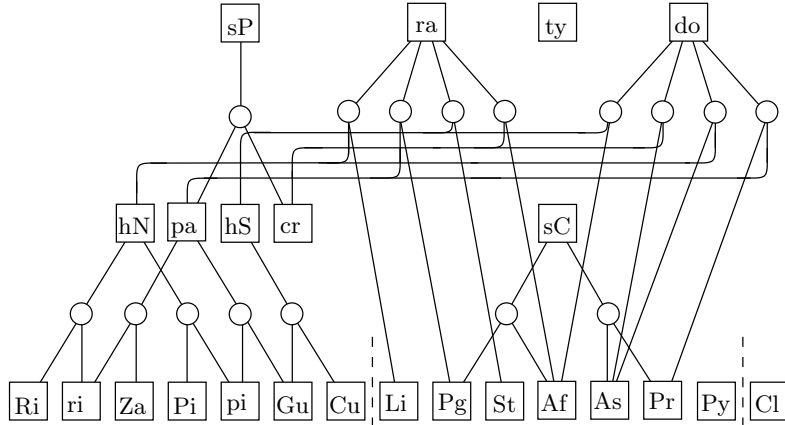 sP ra ty do
hN pa hS cr sC
Ri ri Za Pi pi Gu Cu Li Pg St Af As Pr Py Cl